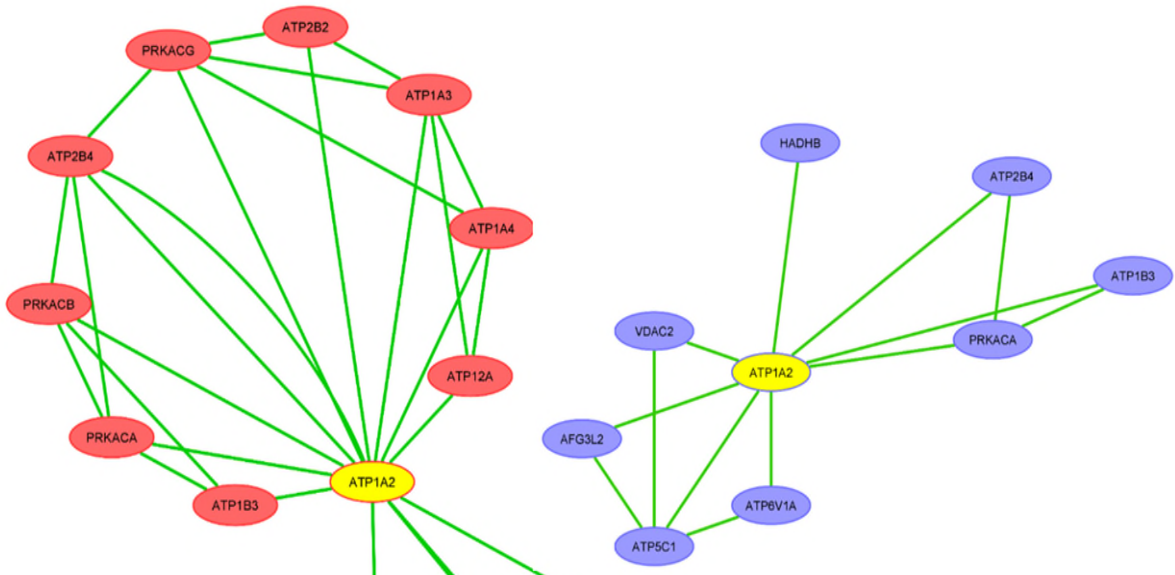 ATP2B2
PRKACG
ATP1A3
ATP2B4
ATP1A4
PRKACB
ATP12A
PRKACA
ATP1A2
ATP1B3
HADHB
ATP2B4
ATP1B3
VDAC2
PRKACA
ATP1A2
AFG3L2
ATP6V1A
ATP5C1